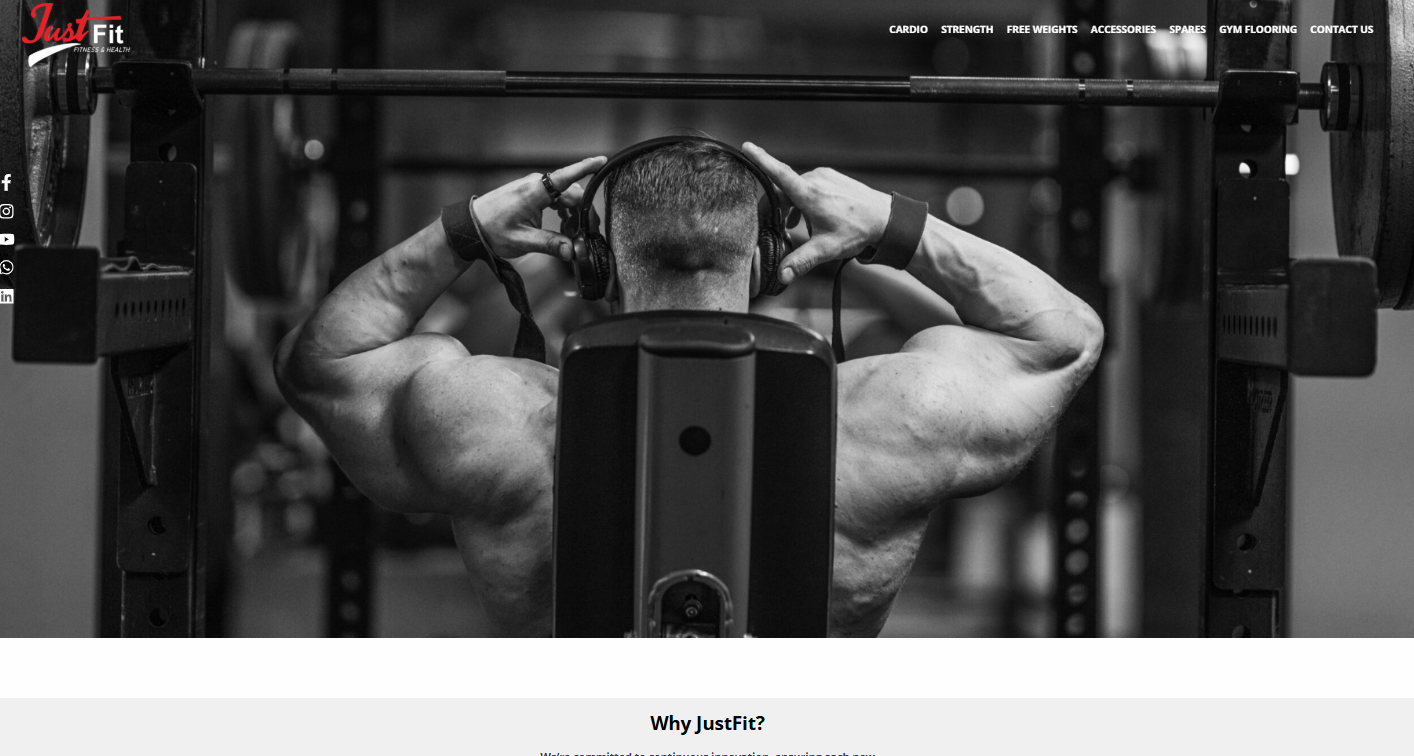 Just Fit
FITNESS & HEALTH
CARDIO STRENGTH FREE WEIGHTS ACCESSORIES SPARES GYM FLOORING CONTACT US
Why JustFit?
We're committed to continuous innovation, ensuring each new